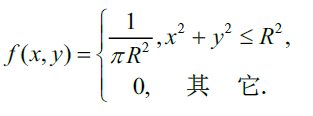 f(x,y) = { 1/(πR²), x² + y² ≤ R²,
0, 其 它.